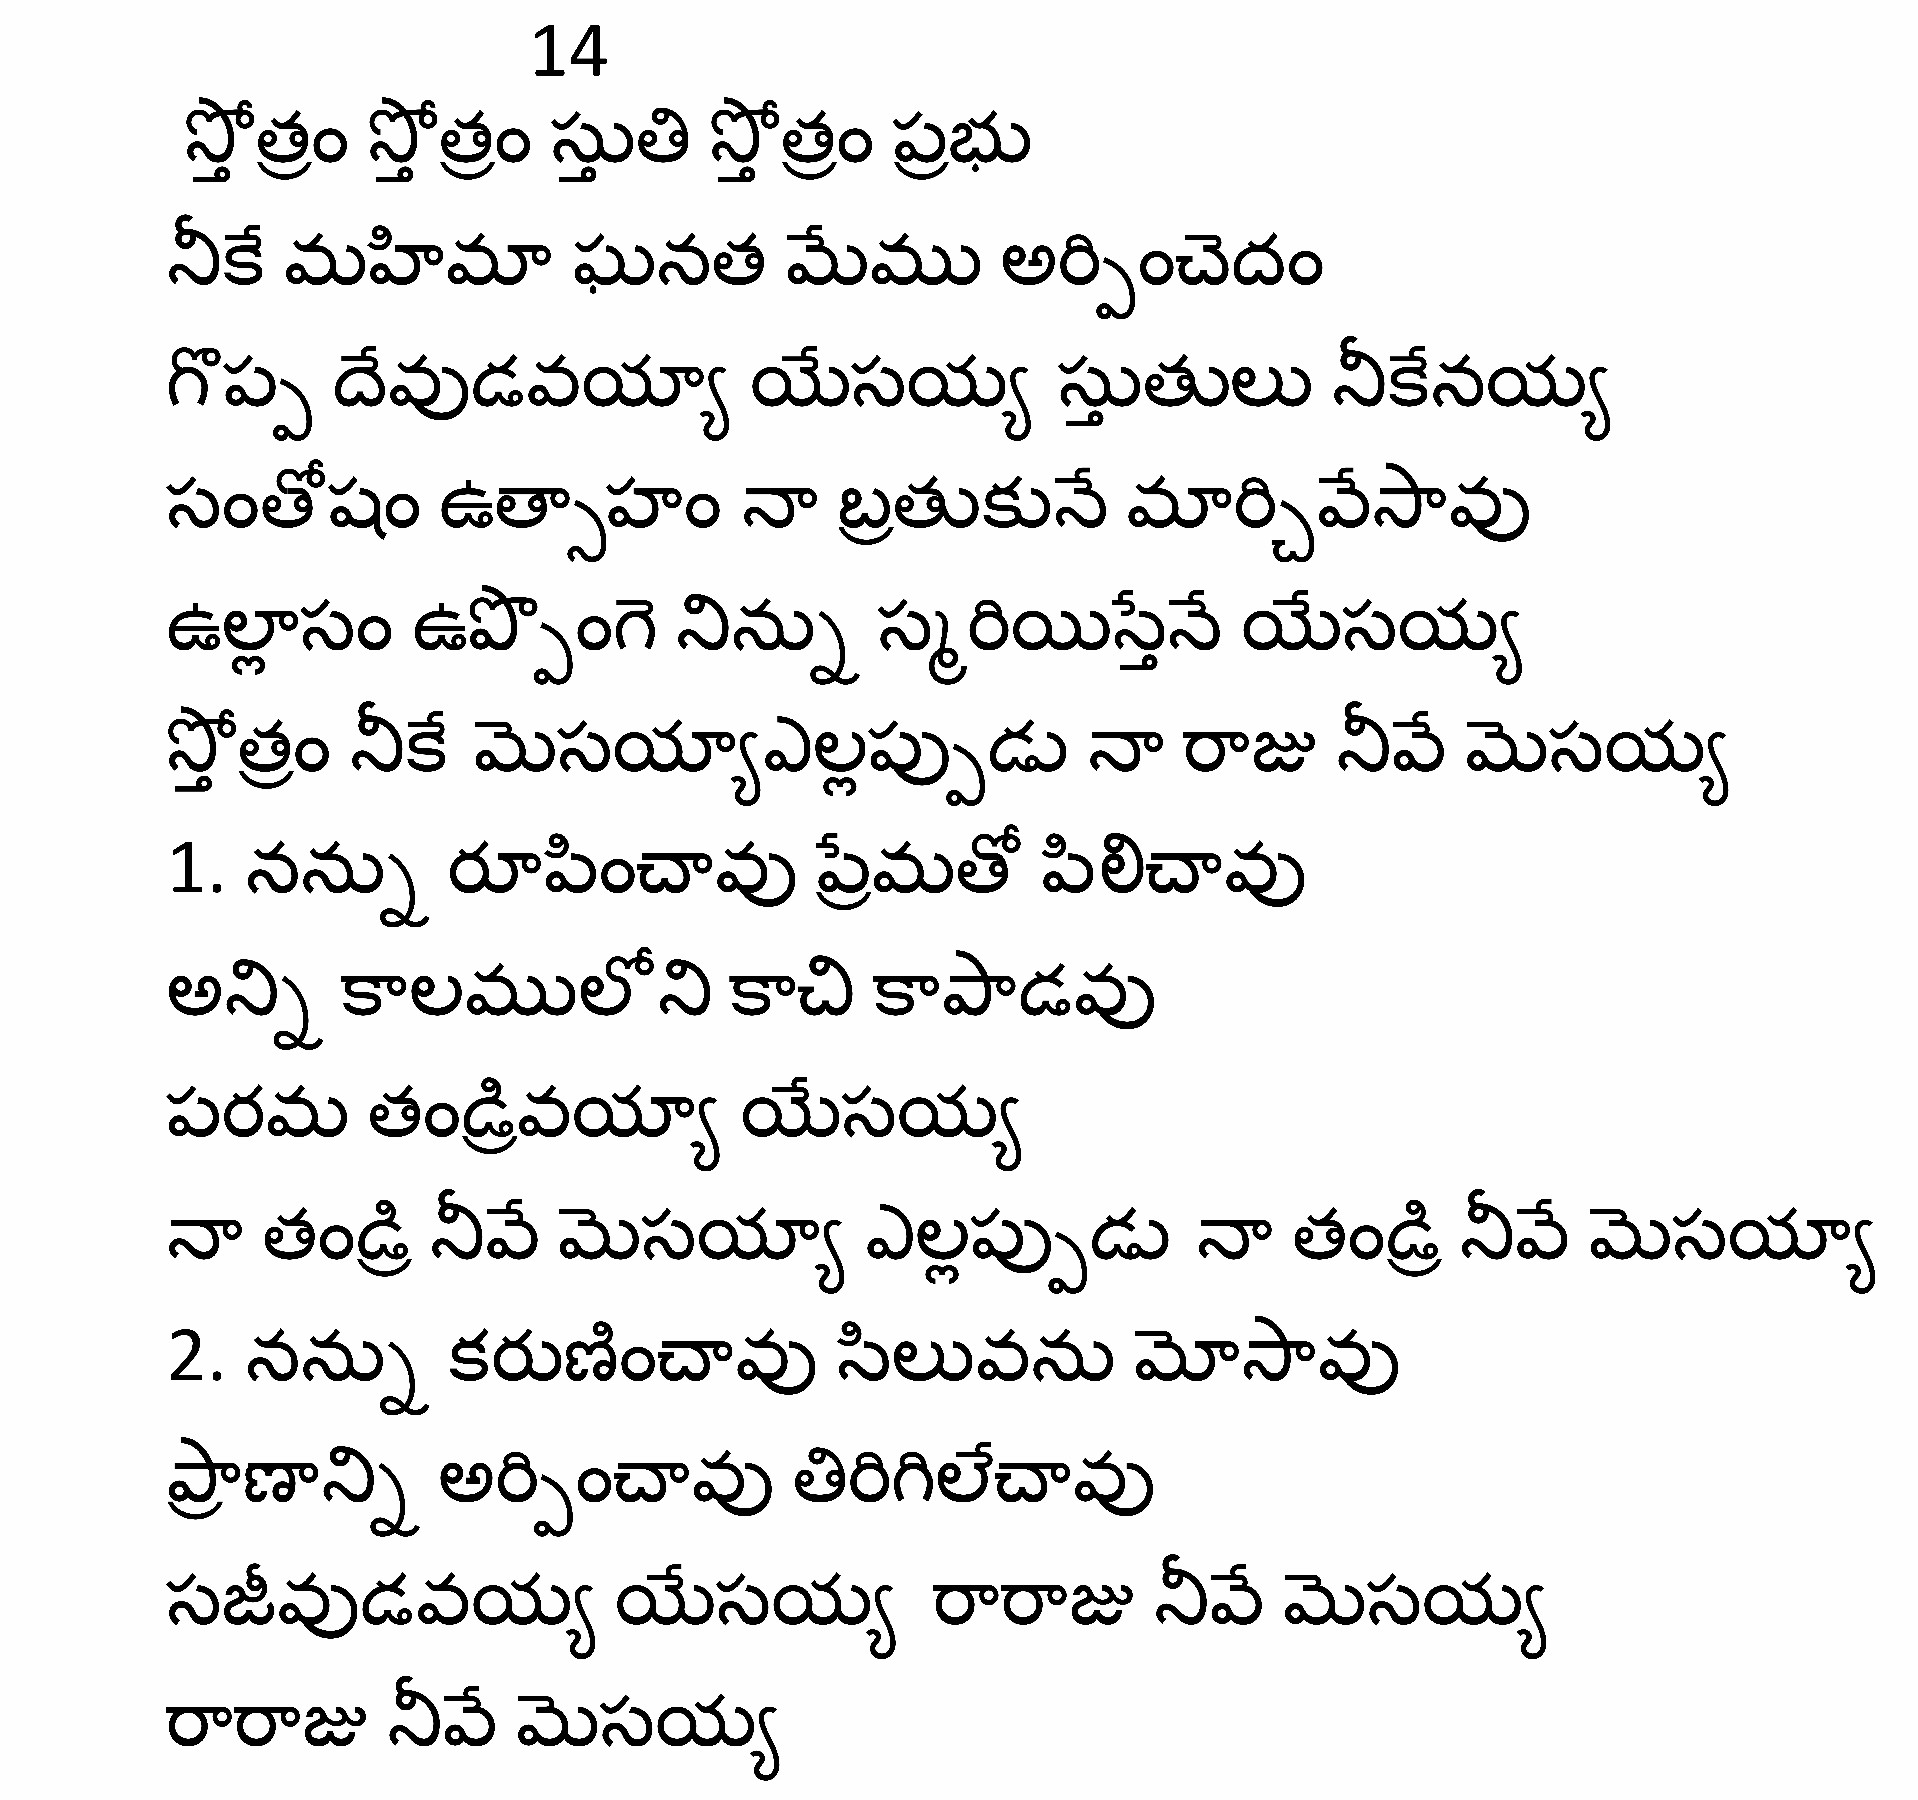 14
స్తోత్రం స్తోత్రం స్తుతి స్తోత్రం ప్రభు
నీకే మహిమా ఘనత మేము అర్పించెదం
గొప్ప దేవుడవయ్యా యేసయ్య స్తుతులు నీకేనయ్య
సంతోషం ఉత్సాహం నా బ్రతుకునే మార్చివేసావు
ఉల్లాసం ఉప్పొంగె నిన్ను స్మరియిస్తేనే యేసయ్య
స్తోత్రం నీకే మెసయ్యాఎల్లప్పుడు నా రాజు నీవే మెసయ్య
1. నన్ను రూపించావు ప్రేమతో పిలిచావు
అన్ని కాలములోని కాచి కాపాడవు
పరమ తండ్రివయ్యా యేసయ్య
నా తండ్రి నీవే మెసయ్యా ఎల్లప్పుడు నా తండ్రి నీవే మెసయ్యా
2. నన్ను కరుణించావు సిలువను మోసావు
ప్రాణాన్ని అర్పించావు తిరిగిలేచావు
సజీవుడవయ్య యేసయ్య రారాజు నీవే మెసయ్య
రారాజు నీవే మెసయ్య